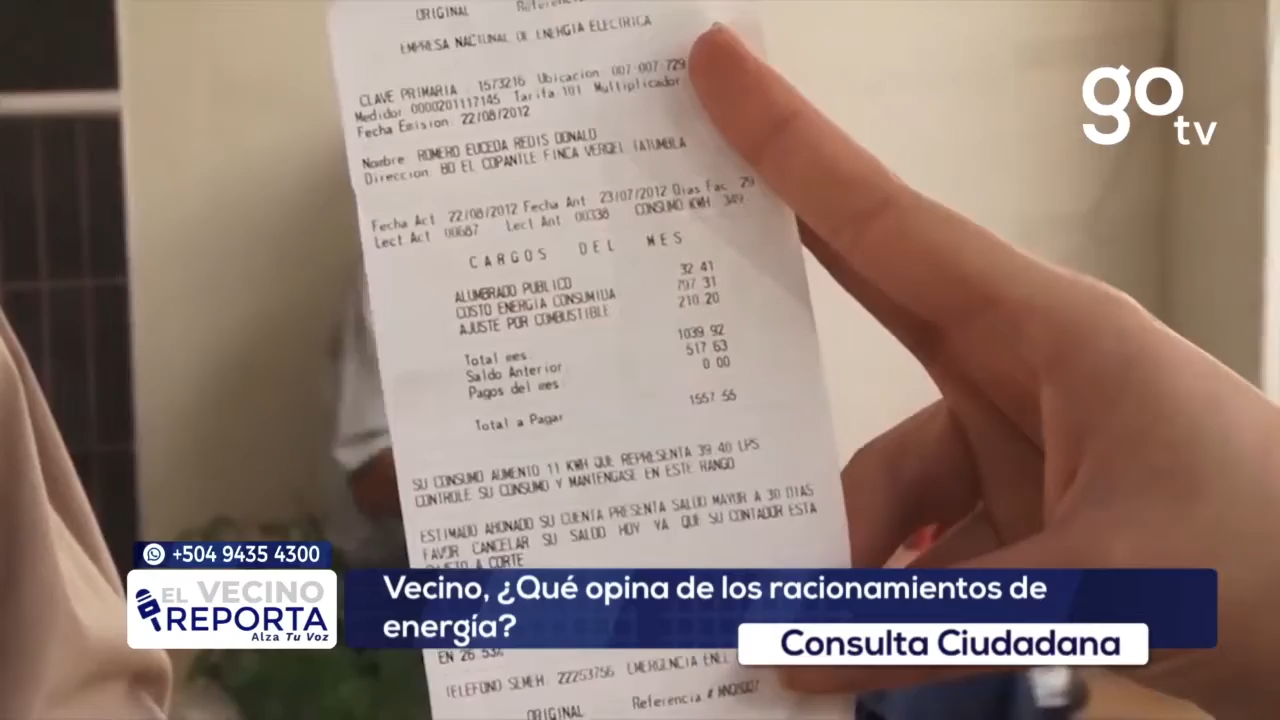 ORIGINAL Referencia
EMPRESA NACIONAL DE ENERGIA ELECTRICA
CLAVE PRIMARIA 1573216 Ubicacion 007 007 729
Medidor 0000201117145 Tarifa 101 Multiplicador
Fecha Emision: 22/08/2012
Nombre ROMERO EUCEDA REDIS DONALD
Direccion BO EL COPANTLE FINCA VERGEL TATUMBLA
Fecha Act 22/08/2012 Fecha Ant 23/07/2012 Dias Fac 29
Lect Act 00687 Lect Ant 00338 CONSUMO KWH 349
CARGOS DEL MES
ALUMBRADO PUBLICO 32 41
COSTO ENERGIA CONSUMIDA 797 31
AJUSTE POR COMBUSTIBLE 210 20
Total mes 1039 92
Saldo Anterior 517 63
Pagos del mes 0 00
Total a Pagar 1557 55
SU CONSUMO AUMENTO 11 KWH QUE REPRESENTA 39 40 LPS
CONTROLE SU CONSUMO Y MANTENGASE EN ESTE RANGO
ESTIMADO ABONADO SU CUENTA PRESENTA SALDO MAYOR A 30 DIAS
FAVOR CANCELAR SU SALDO HOY YA QUE SU CONTADOR ESTA
A CORTE
EN 26 53%
TELEFONO SEMEH 22253756 EMERGENCIA
ORIGINAL Referencia #
go
tv
+504 9435 4300
EL VECINO
REPORTA
Alza Tu Voz
Vecino, ¿Qué opina de los racionamientos de
energía?
Consulta Ciudadana